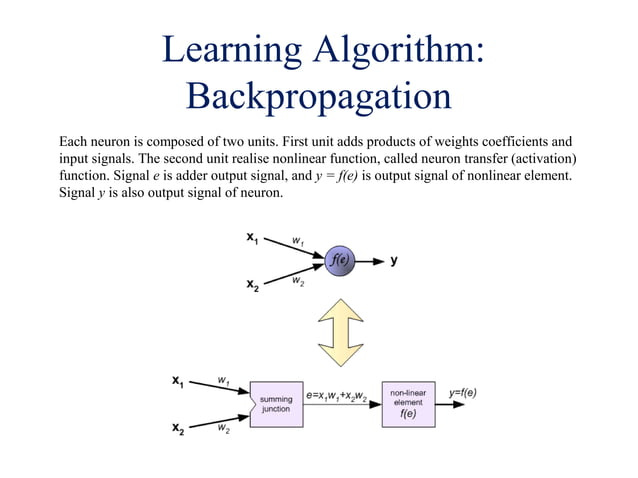 Learning Algorithm:
Backpropagation
Each neuron is composed of two units. First unit adds products of weights coefficients and
input signals. The second unit realise nonlinear function, called neuron transfer (activation)
function. Signal e is adder output signal, and y = f(e) is output signal of nonlinear element.
Signal y is also output signal of neuron.
x1
w1
f(e)
y
x2
w2
x1
w1
summing
junction
e=x1w1+x2w2
non-linear
element
f(e)
y=f(e)
x2
w2